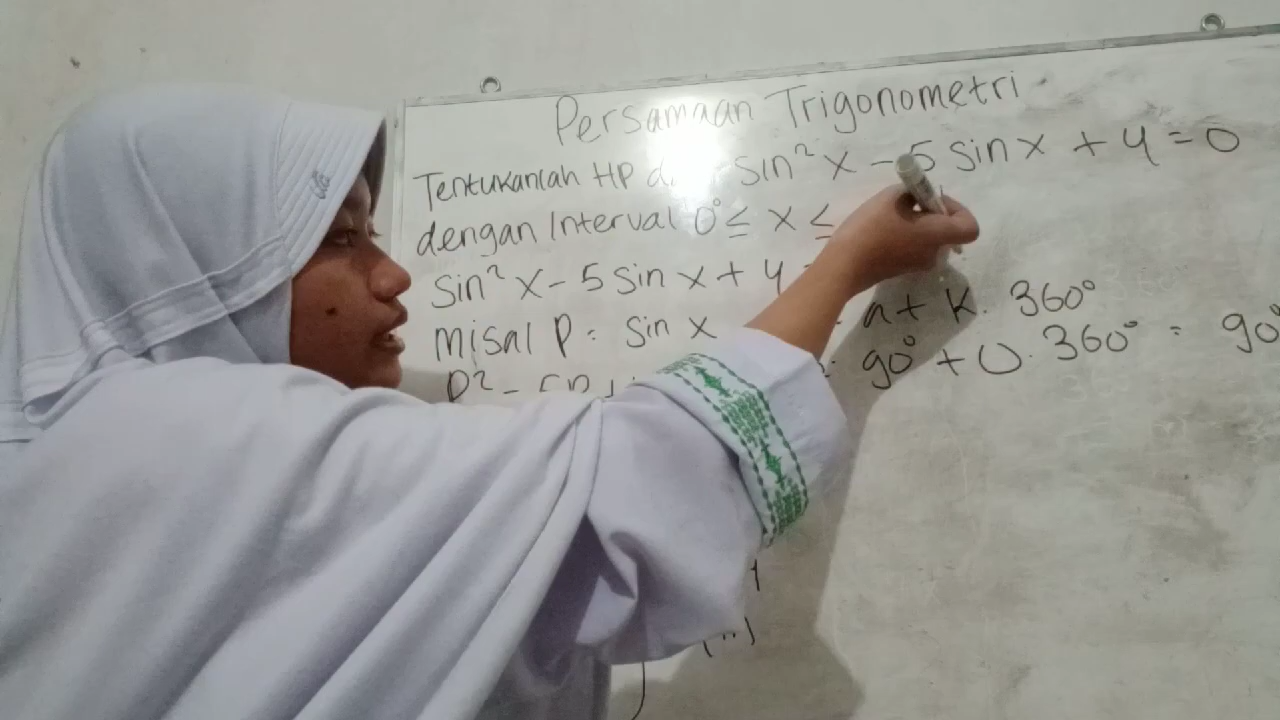 Persamaan Trigonometri
Tentukanlah HP sin² x - 5 sin x + 4 = 0
dengan Interval 0° ≤ x ≤
sin² x - 5 sin x + 4
misal P = sin x
a + k. 360°
90° + 0. 360° = 90°